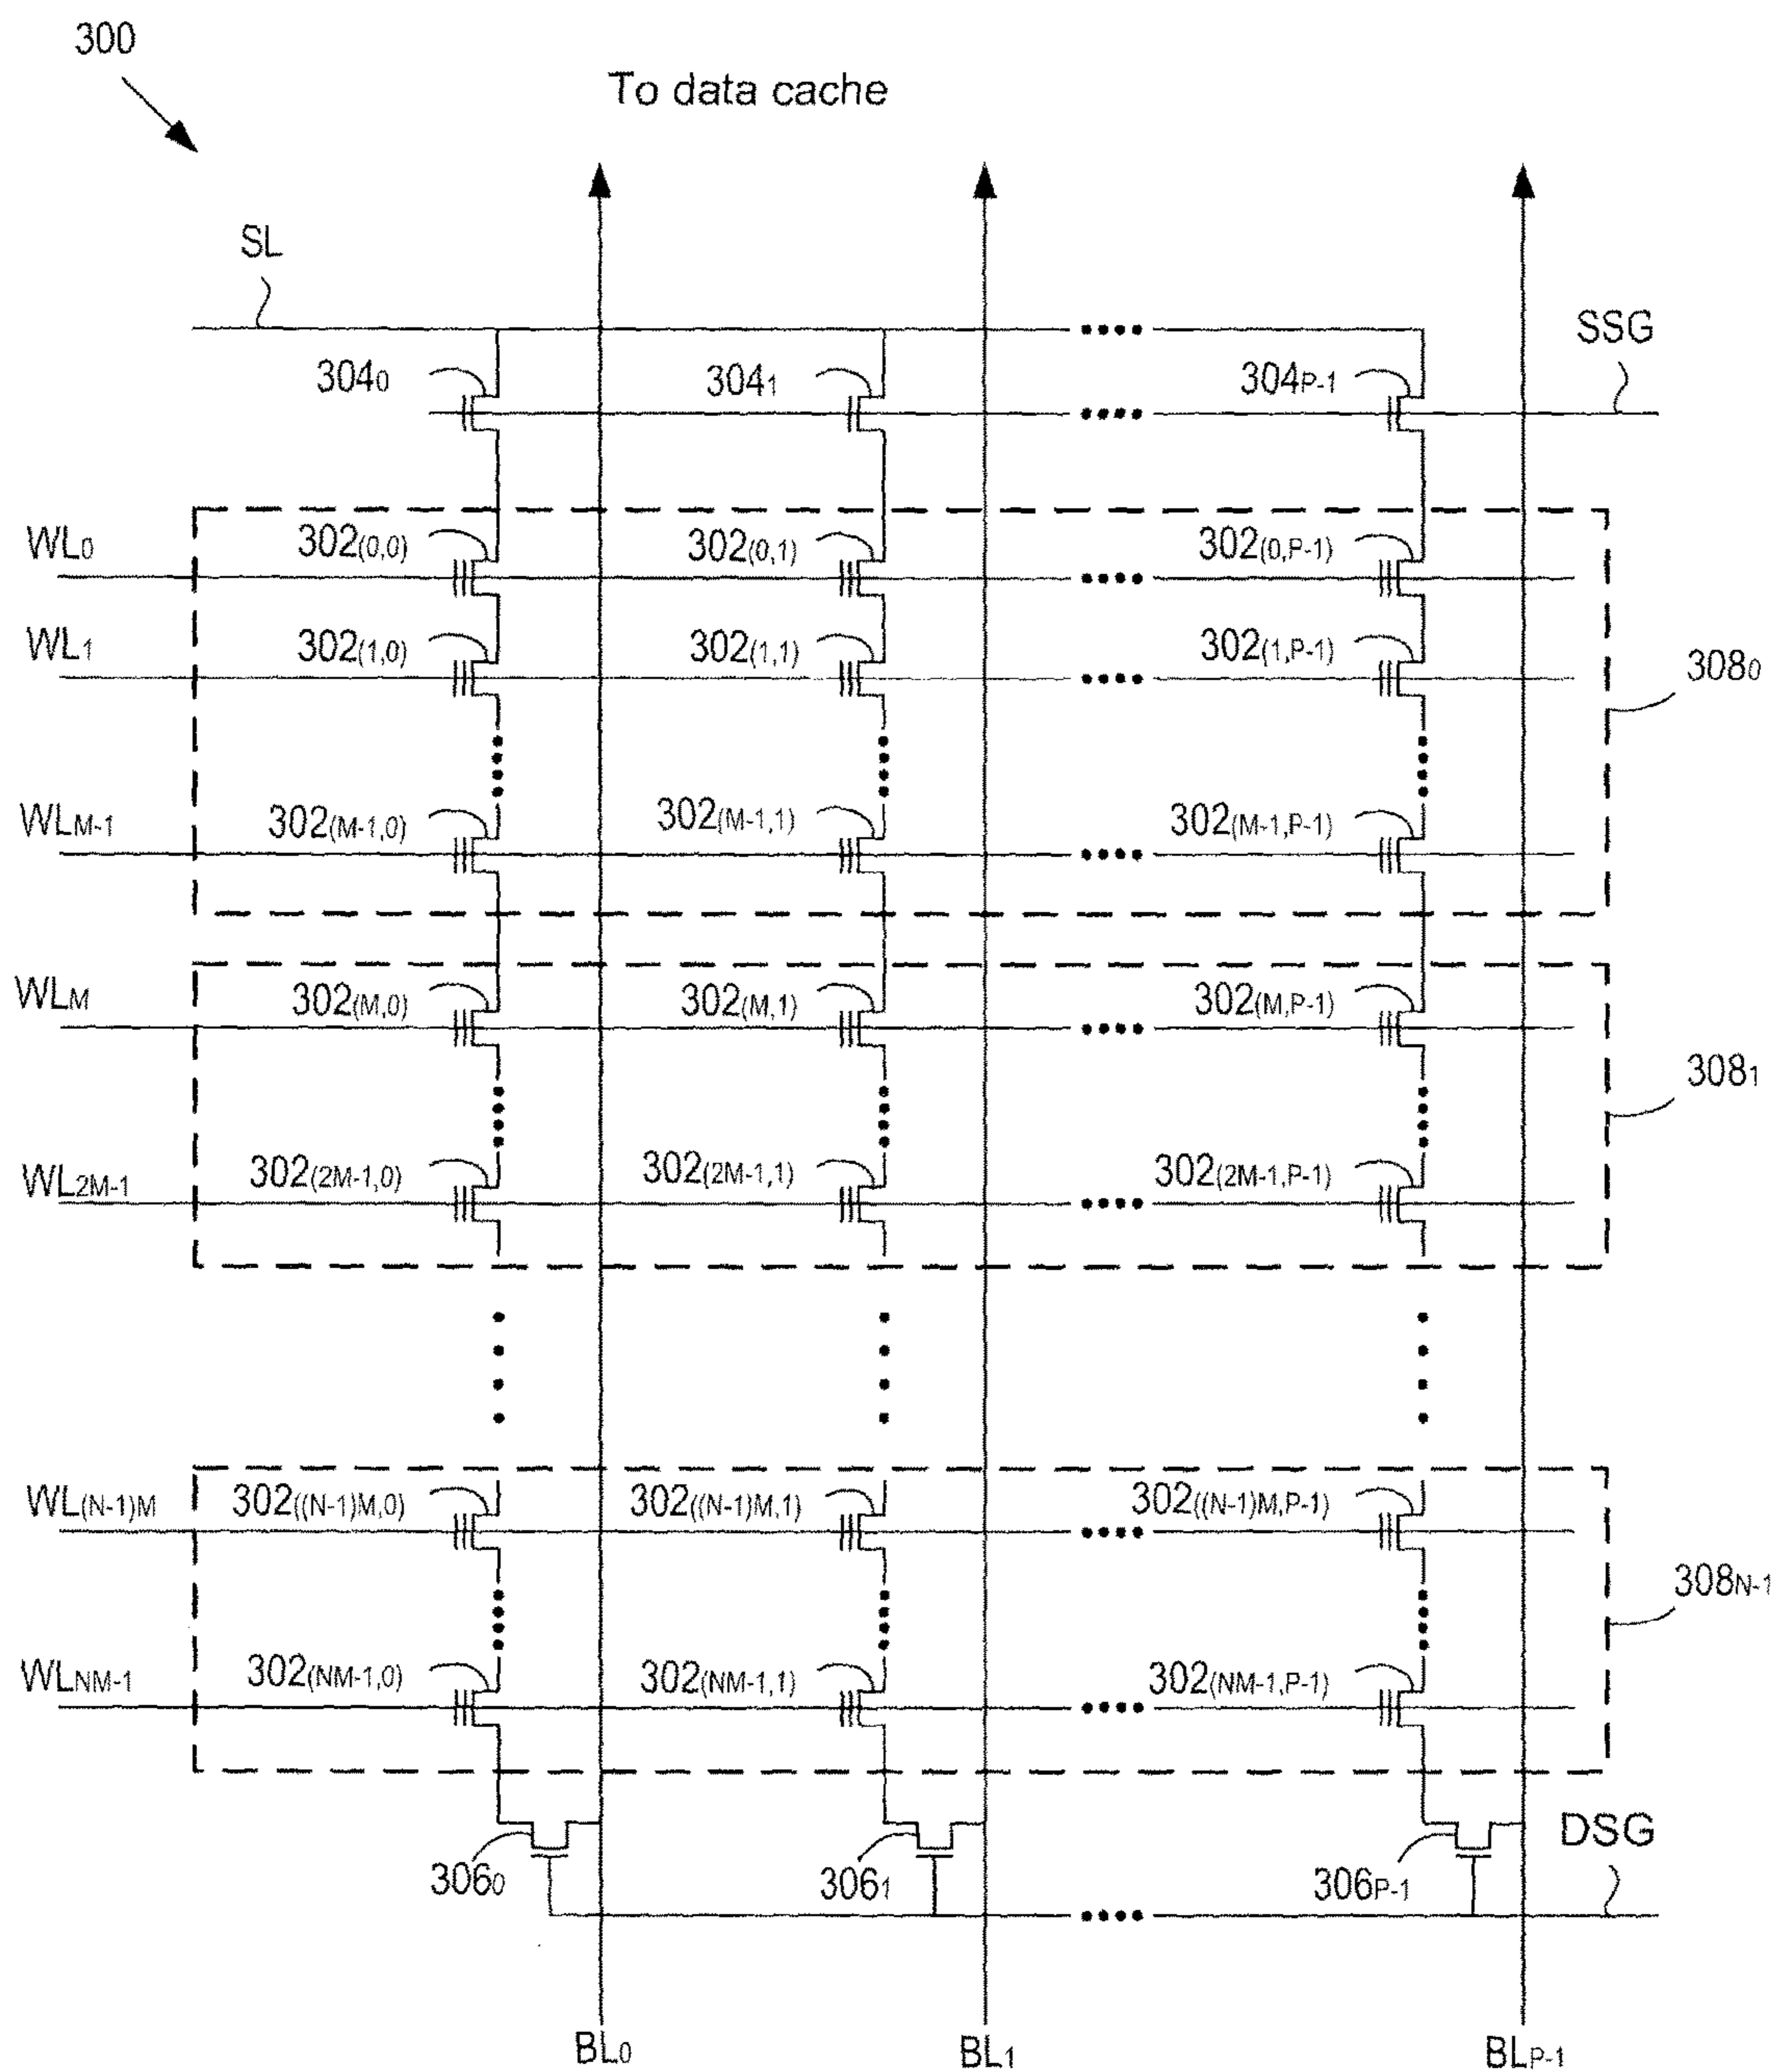 300
To data cache
SL
SSG
304₀ 304₁ 304P-1
WL₀ 302(0,0) 302(0,1) 302(0,P-1)
WL₁ 302(1,0) 302(1,1) 302(1,P-1)
308₀
WLM-1 302(M-1,0) 302(M-1,1) 302(M-1,P-1)
WLM 302(M,0) 302(M,1) 302(M,P-1)
308₁
WL2M-1 302(2M-1,0) 302(2M-1,1) 302(2M-1,P-1)
WL(N-1)M 302((N-1)M,0) 302((N-1)M,1) 302((N-1)M,P-1)
308N-1
WLNM-1 302(NM-1,0) 302(NM-1,1) 302(NM-1,P-1)
DSG
306₀ 306₁ 306P-1
BL₀ BL₁ BLP-1